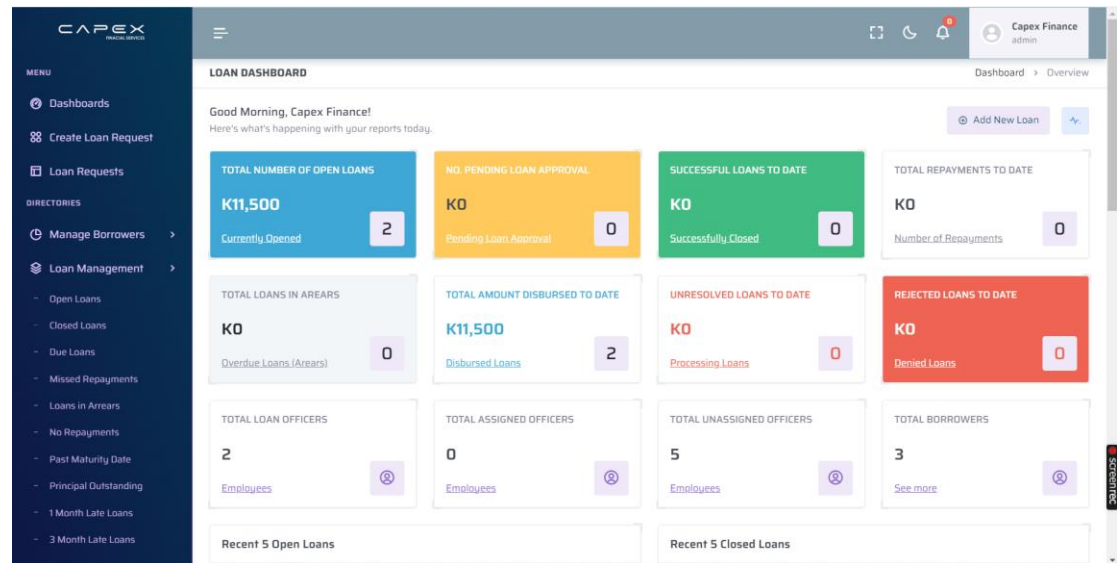 CAPEX
FINANCIAL SERVICES
0
Capex Finance
admin
MENU
Dashboards
Create Loan Request
Loan Requests
DIRECTORIES
Manage Borrowers >
Loan Management >
- Open Loans
- Closed Loans
- Due Loans
- Missed Repayments
- Loans in Arrears
- No Repayments
- Past Maturity Date
- Principal Outstanding
- 1 Month Late Loans
- 3 Month Late Loans
LOAN DASHBOARD
Dashboard > Overview
Good Morning, Capex Finance!
Here's what's happening with your reports today.
Add New Loan
TOTAL NUMBER OF OPEN LOANS
K11,500
2
Currently Opened
NO. PENDING LOAN APPROVAL
K0
0
Pending Loan Approval
SUCCESSFUL LOANS TO DATE
K0
0
Successfully Closed
TOTAL REPAYMENTS TO DATE
K0
0
Number of Repayments
TOTAL LOANS IN AREARS
K0
0
Overdue Loans (Arears)
TOTAL AMOUNT DISBURSED TO DATE
K11,500
2
Disbursed Loans
UNRESOLVED LOANS TO DATE
K0
0
Processing Loans
REJECTED LOANS TO DATE
K0
0
Denied Loans
TOTAL LOAN OFFICERS
2
Employees
TOTAL ASSIGNED OFFICERS
0
Employees
TOTAL UNASSIGNED OFFICERS
5
Employees
TOTAL BORROWERS
3
See more
Recent 5 Open Loans
Recent 5 Closed Loans
screenrec